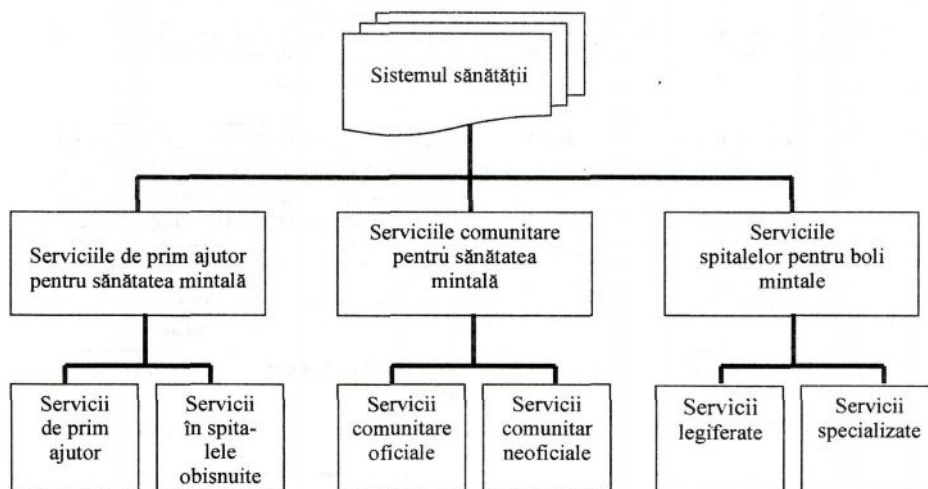 Sistemul sănătății
Serviciile de prim ajutor
pentru sănătatea mintală
Serviciile comunitare
pentru sănătatea
mintală
Serviciile
spitalelor pentru boli
mintale
Servicii
de prim
ajutor
Servicii
în spita-
lele
obisnuite
Servicii
comunitare
oficiale
Servicii
comunitar
neoficiale
Servicii
legiferate
Servicii
specializate